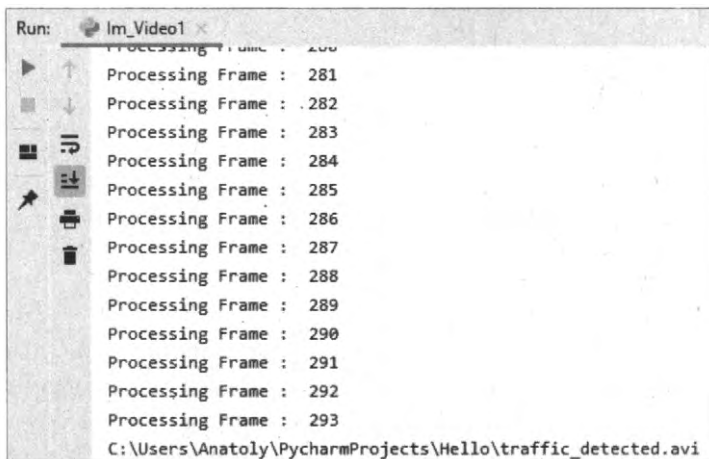 Run: Im_Video1
Processing Frame : 281
Processing Frame : 282
Processing Frame : 283
Processing Frame : 284
Processing Frame : 285
Processing Frame : 286
Processing Frame : 287
Processing Frame : 288
Processing Frame : 289
Processing Frame : 290
Processing Frame : 291
Processing Frame : 292
Processing Frame : 293
C:\Users\Anatoly\PycharmProjects\Hello\traffic_detected.avi